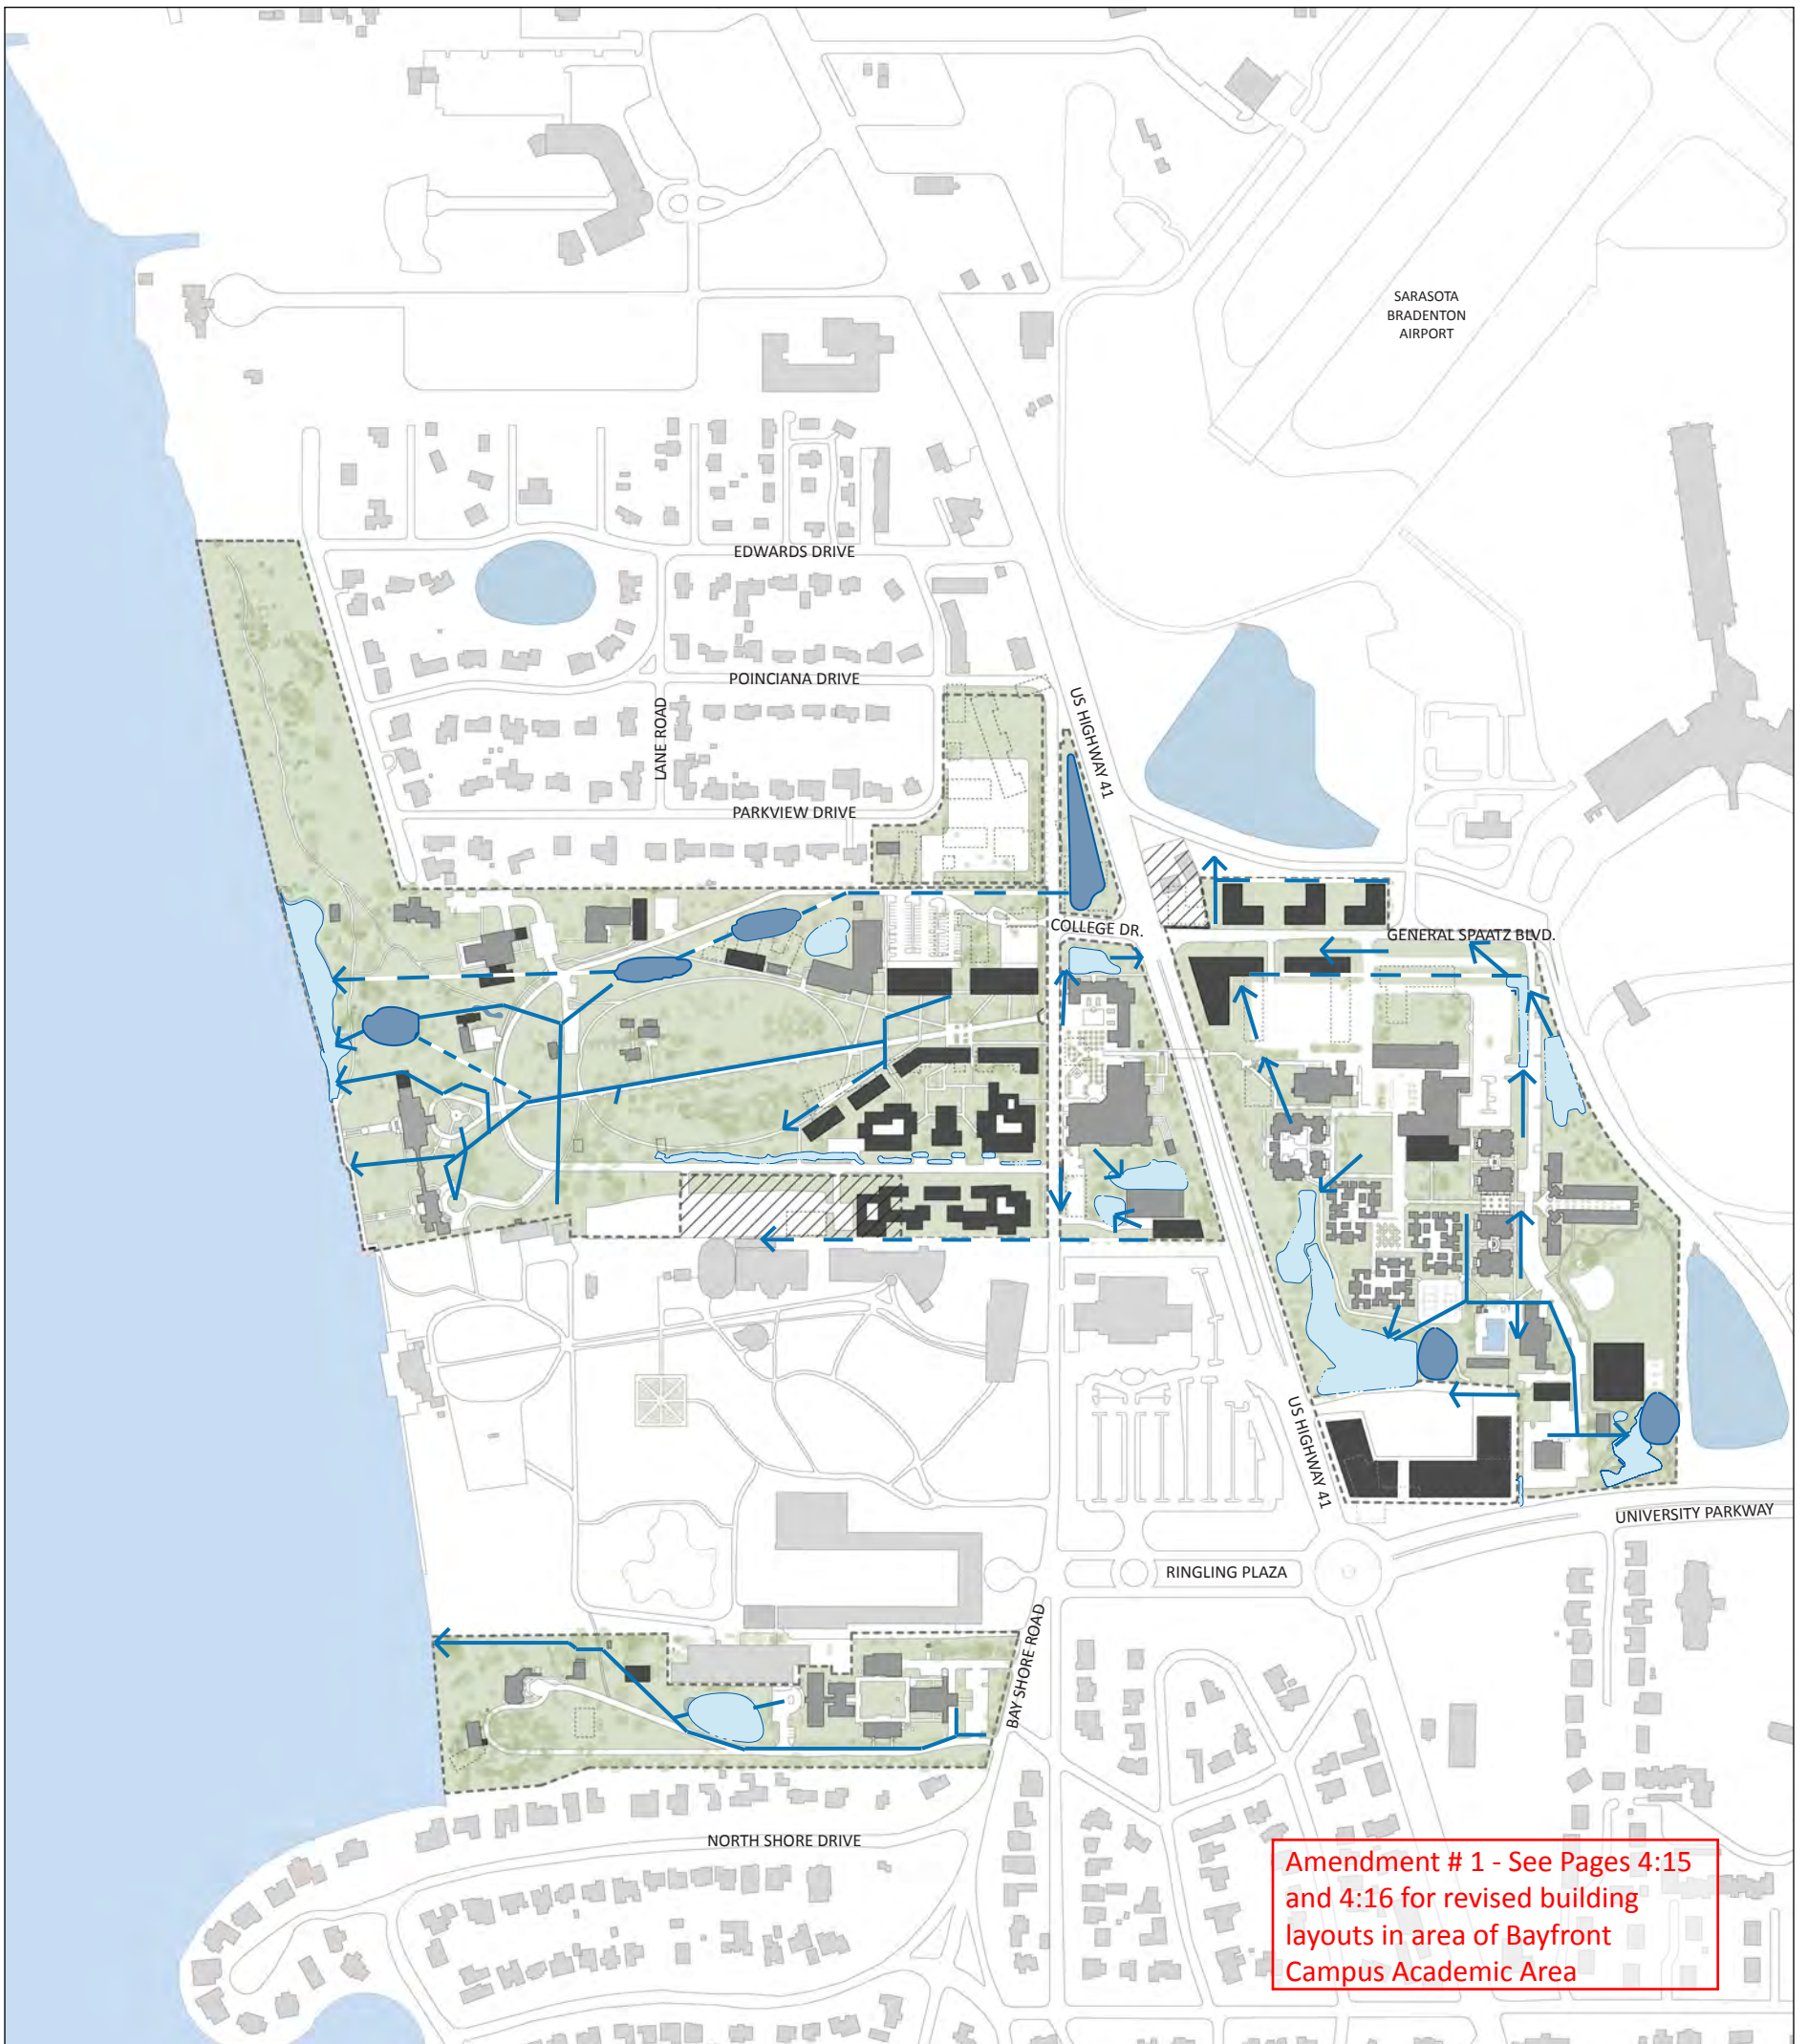 SARASOTA
BRADENTON
AIRPORT
EDWARDS DRIVE
POINCIANA DRIVE
LANE ROAD
US HIGHWAY 41
PARKVIEW DRIVE
COLLEGE DR.
GENERAL SPAATZ BLVD.
US HIGHWAY 41
UNIVERSITY PARKWAY
RINGLING PLAZA
BAY SHORE ROAD
NORTH SHORE DRIVE
Amendment # 1 - See Pages 4:15
and 4:16 for revised building
layouts in area of Bayfront
Campus Academic Area